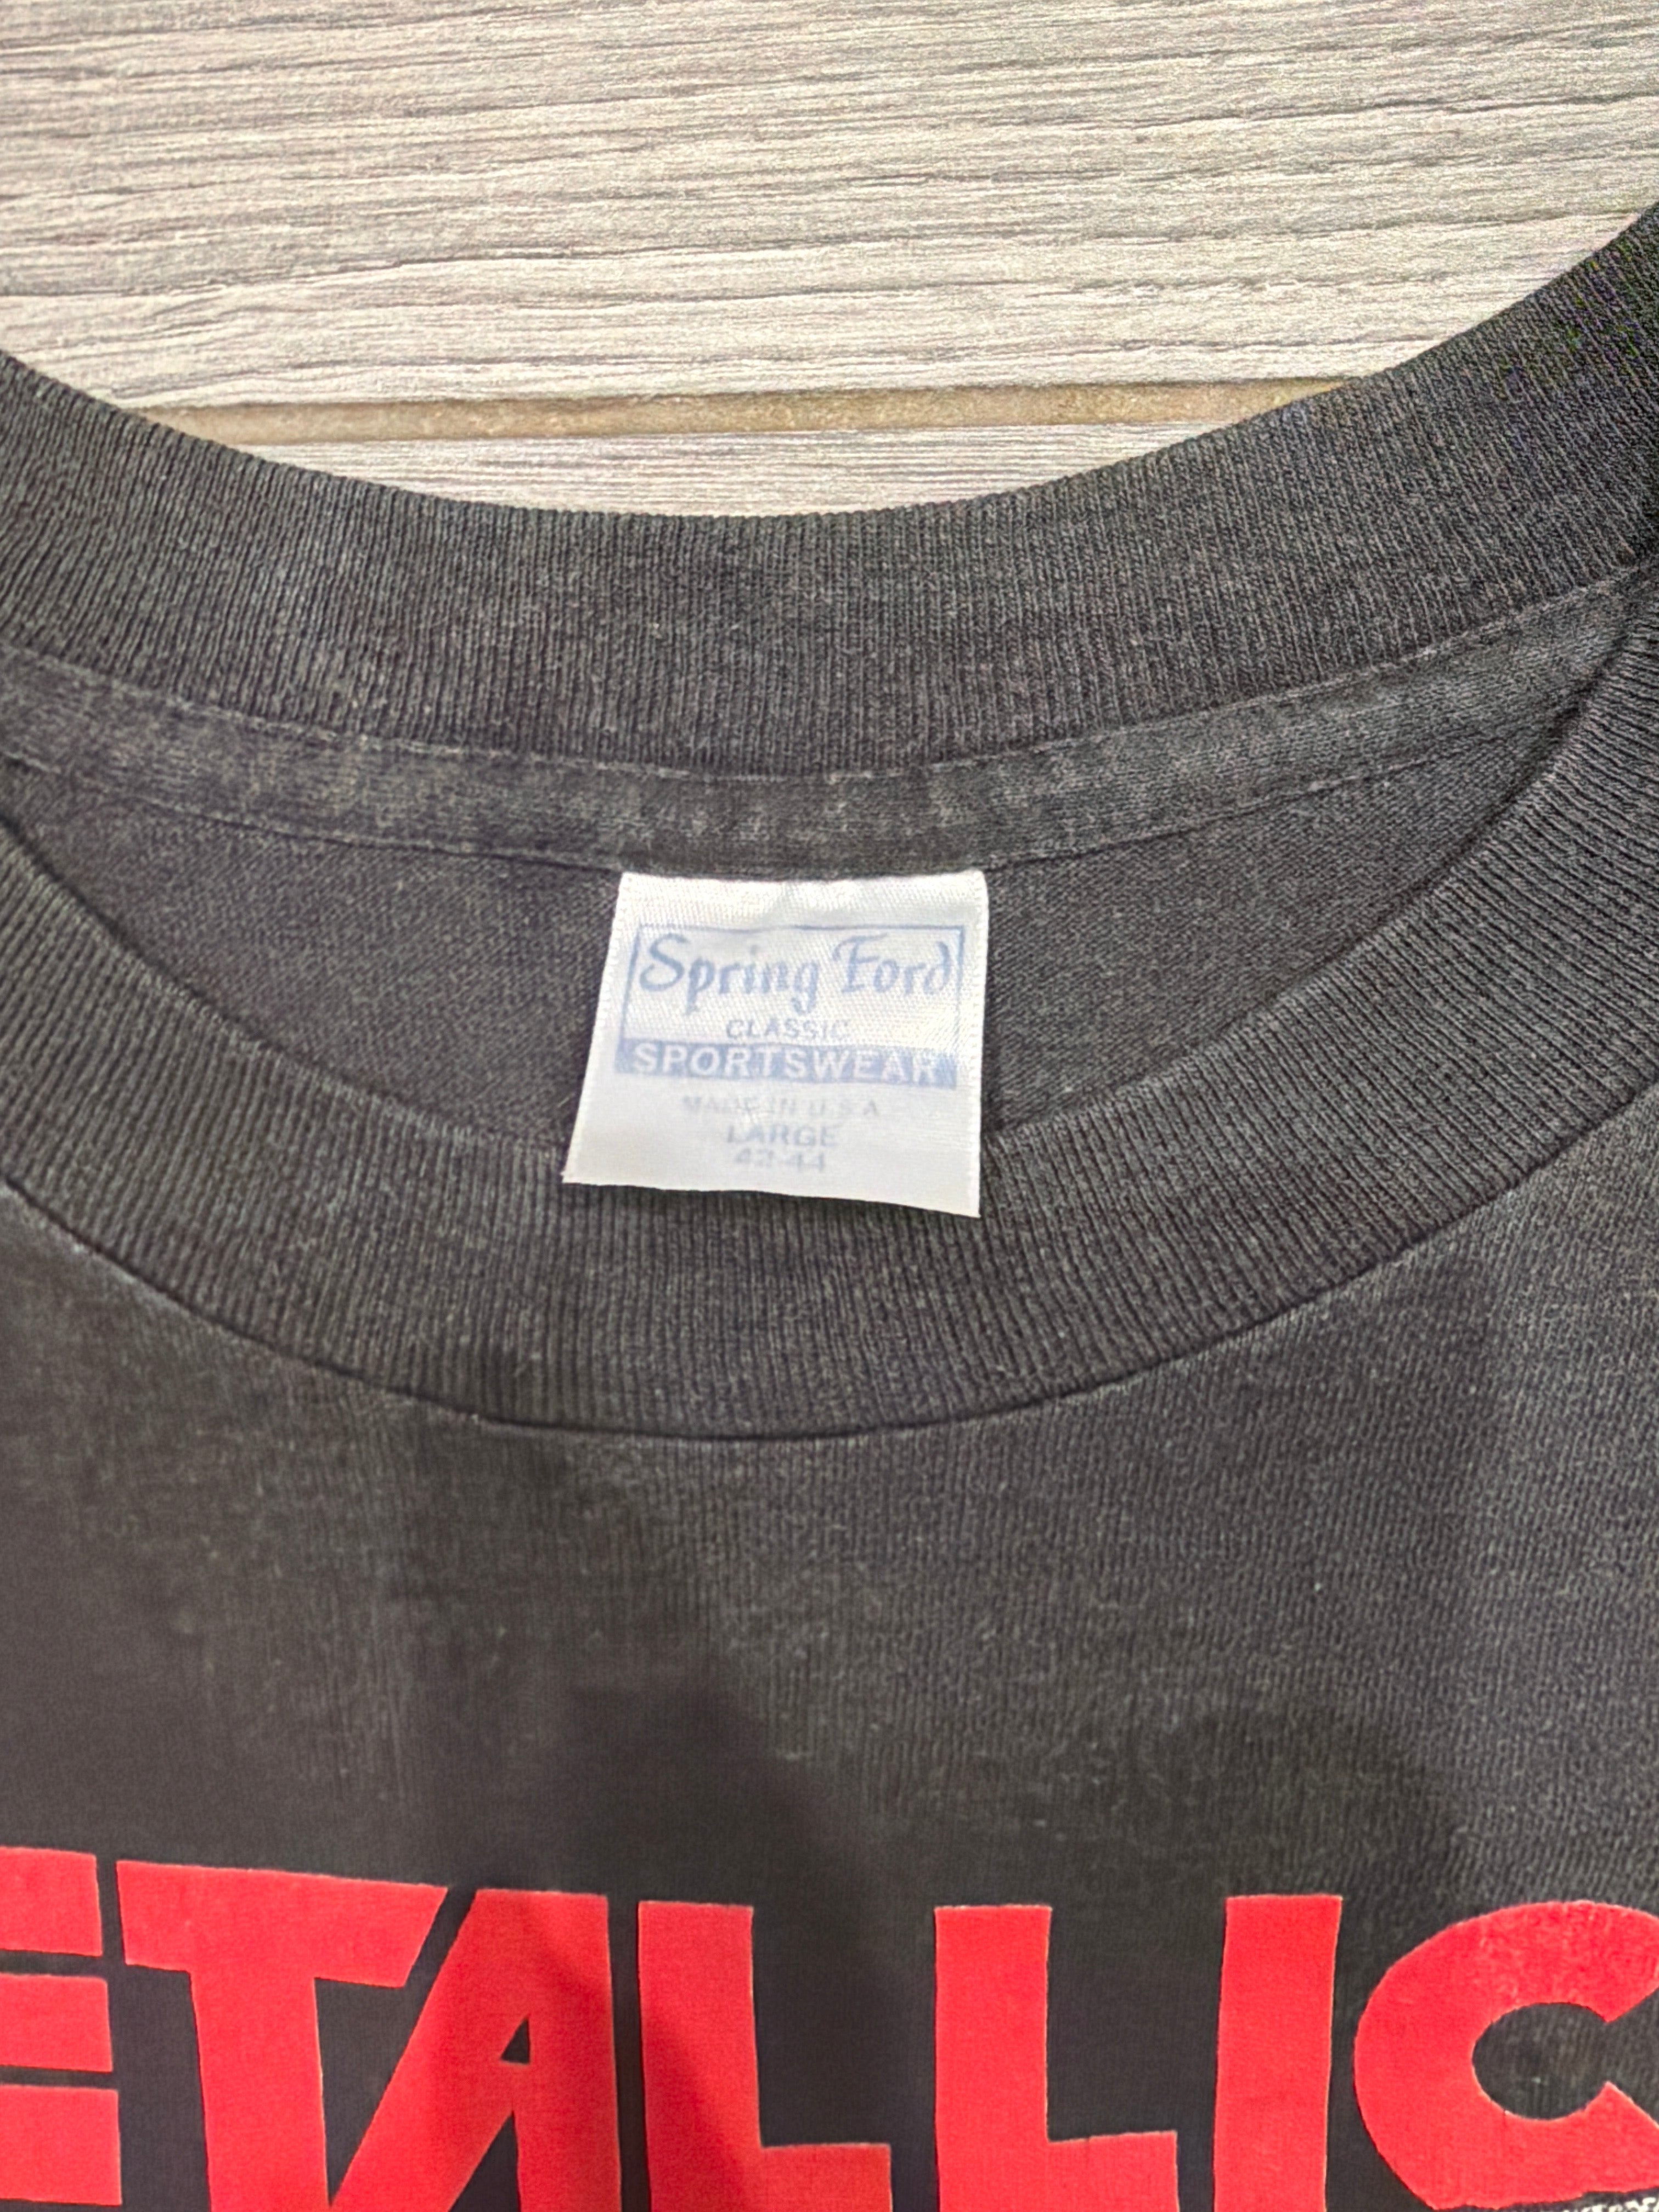 Spring Ford
CLASSIC
SPORTSWEAR
MADE IN U.S.A
LARGE
42-44
ETALLIC